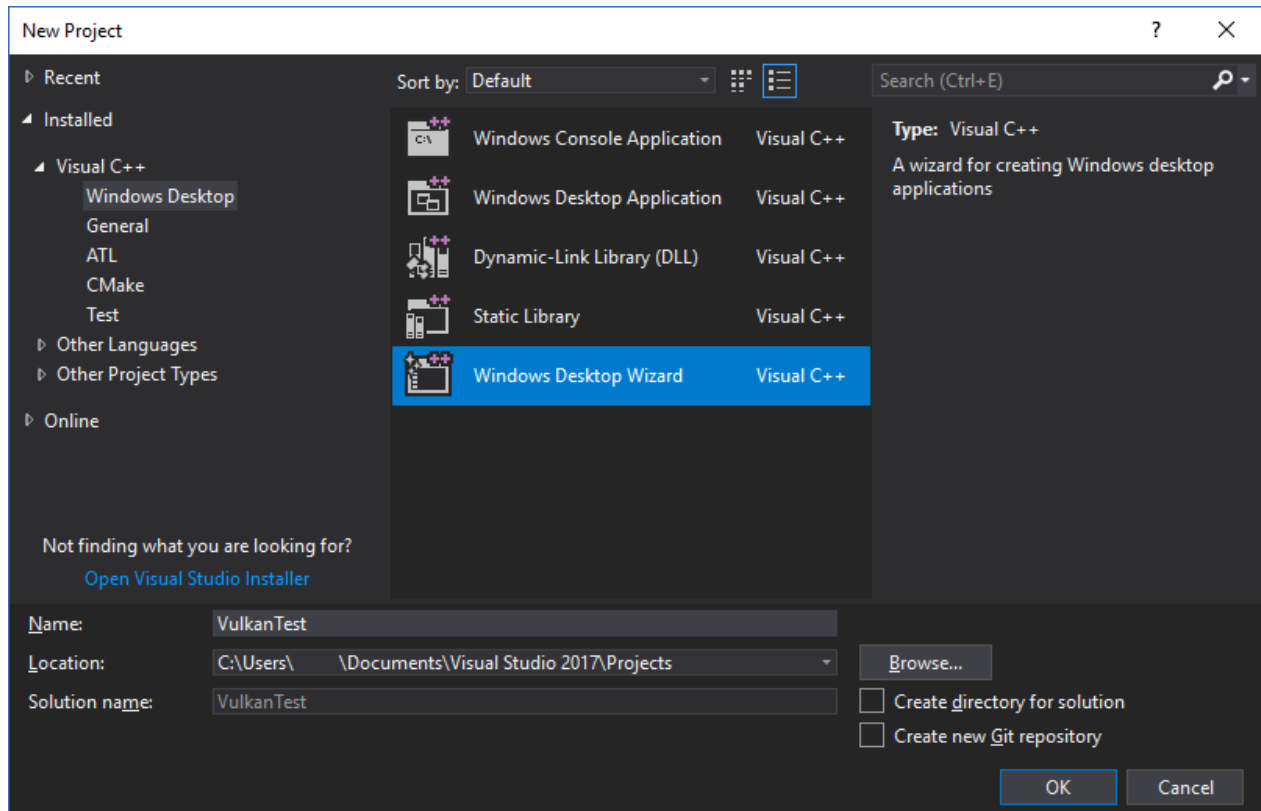 New Project
?
Recent
Installed
Visual C++
Windows Desktop
General
ATL
CMake
Test
Other Languages
Other Project Types
Online
Not finding what you are looking for?
Open Visual Studio Installer
Sort by: Default
Windows Console Application Visual C++
Windows Desktop Application Visual C++
Dynamic-Link Library (DLL) Visual C++
Static Library Visual C++
Windows Desktop Wizard Visual C++
Search (Ctrl+E)
Type: Visual C++
A wizard for creating Windows desktop
applications
Name: VulkanTest
Location: C:\Users\ \Documents\Visual Studio 2017\Projects
Browse...
Solution name: VulkanTest
Create directory for solution
Create new Git repository
OK Cancel